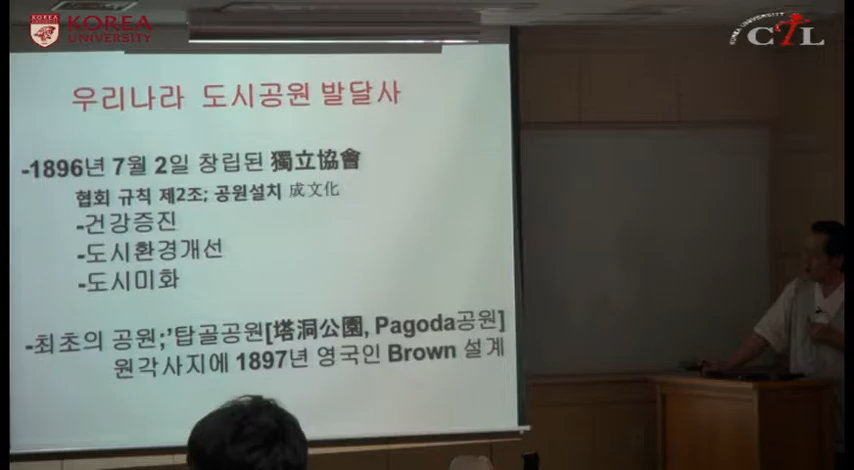 KOREA
UNIVERSITY
KOREA UNIVERSITY
CTL
우리나라 도시공원 발달사
-1896년 7월 2일 창립된 獨立協會
협회 규칙 제2조; 공원설치 成文化
-건강증진
-도시환경개선
-도시미화
-최초의 공원;'탑골공원[塔洞公園, Pagoda공원]
원각사지에 1897년 영국인 Brown 설계